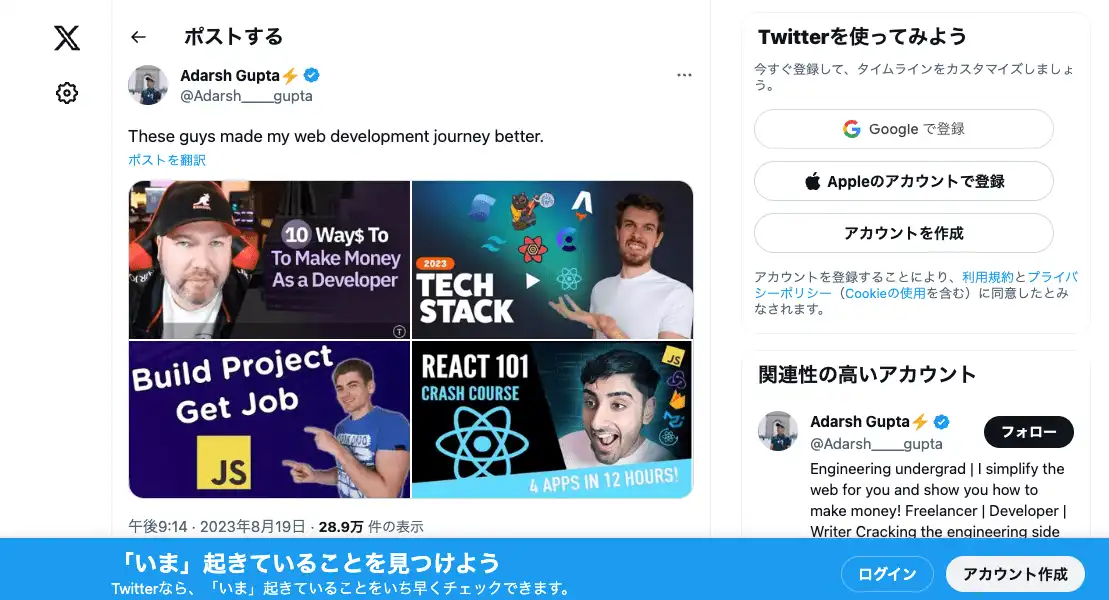 ポストする
Adarsh Gupta⚡
@Adarsh____gupta
These guys made my web development journey better.
ポストを翻訳
10 Way$ To
To Make Money
As a Developer
T
2023
TECH
STACK
Build Project
Get Job
JS
REACT 101
CRASH COURSE
JS
4 APPS IN 12 HOURS!
午後9:14 · 2023年8月19日 · 28.9万 件の表示
Twitterを使ってみよう
今すぐ登録して、タイムラインをカスタマイズしましょ
う。
Google で登録
Appleのアカウントで登録
アカウントを作成
アカウントを登録することにより、利用規約とプライバ
シーポリシー（Cookieの使用を含む）に同意したとみ
なされます。
関連性の高いアカウント
Adarsh Gupta⚡
@Adarsh____gupta
フォロー
Engineering undergrad | I simplify the
web for you and show you how to
make money! Freelancer | Developer |
Writer Cracking the engineering side
「いま」起きていることを見つけよう
Twitterなら、「いま」起きていることをいち早くチェックできます。
ログイン
アカウント作成